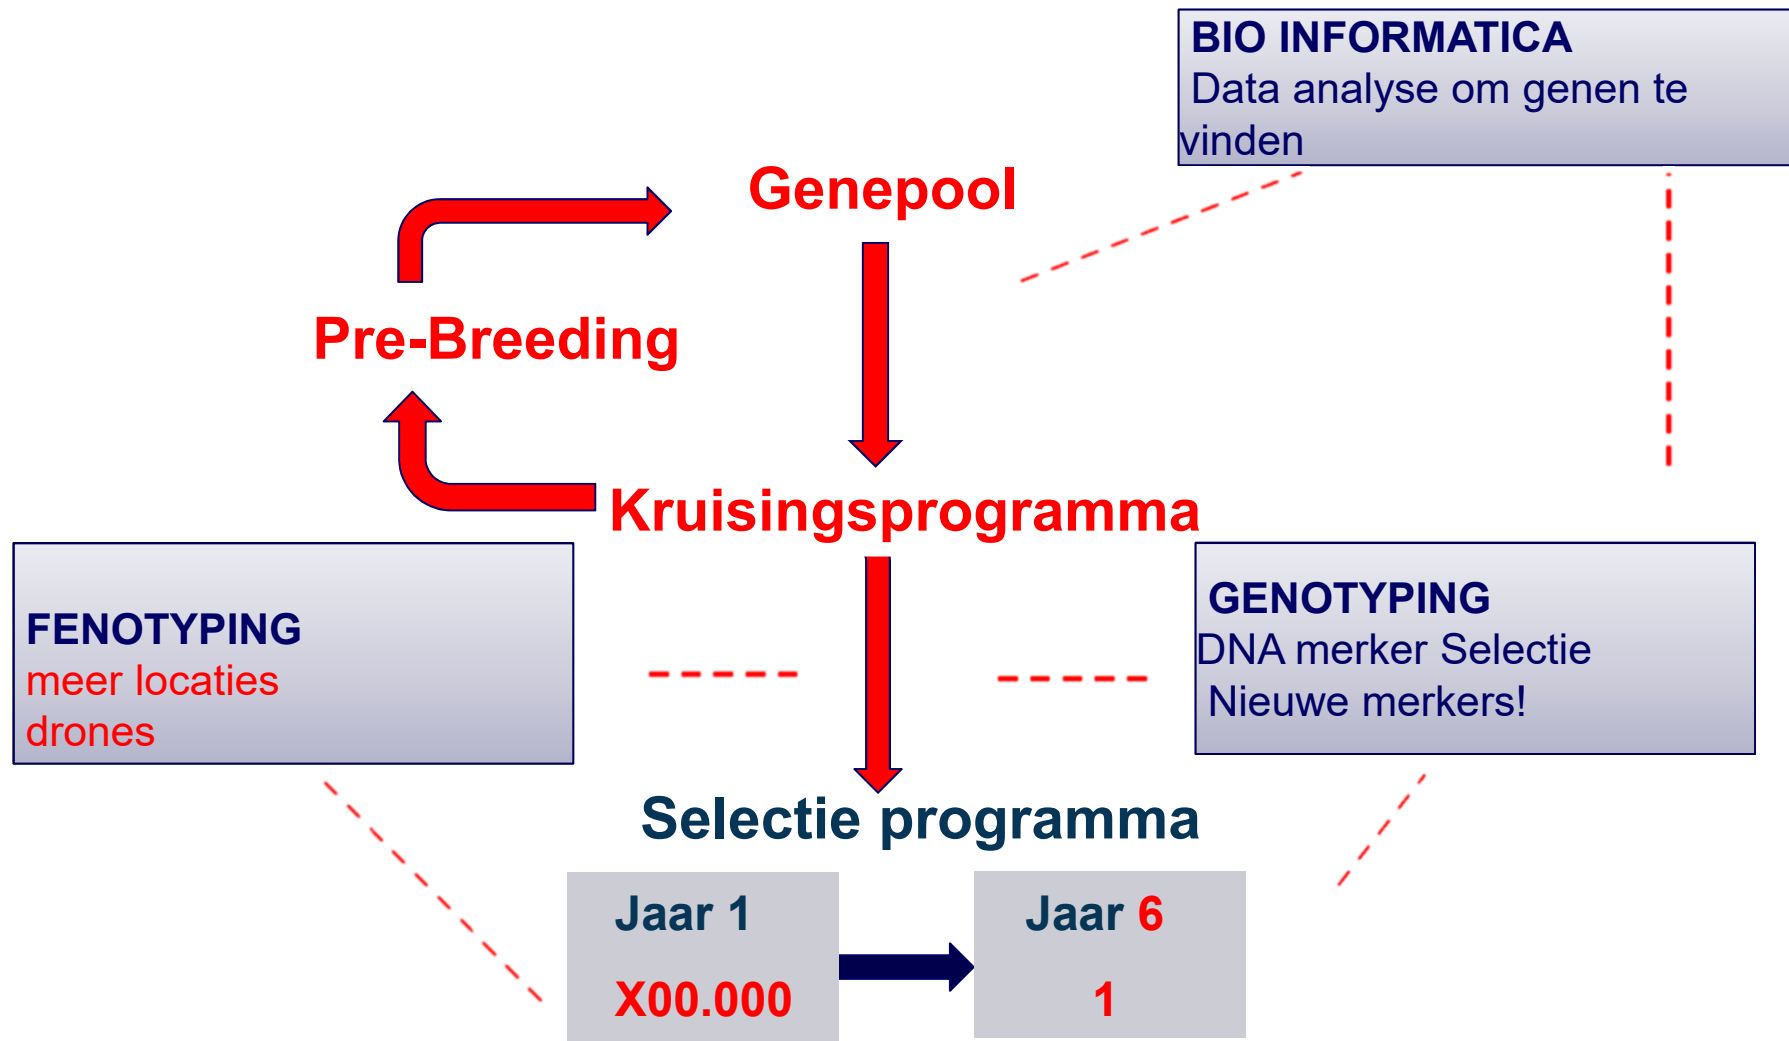 BIO INFORMATICA
Data analyse om genen te
vinden
Genepool
Pre-Breeding
Kruisingsprogramma
FENOTYPING
meer locaties
drones
GENOTYPING
DNA merker Selectie
Nieuwe merkers!
Selectie programma
Jaar 1
X00.000
Jaar 6
1